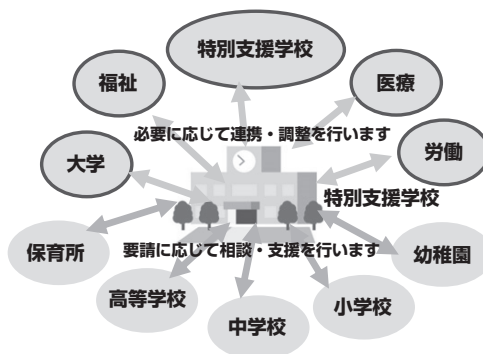 特別支援学校
福祉
医療
必要に応じて連携・調整を行います
大学
労働
特別支援学校
保育所
要請に応じて相談・支援を行います
幼稚園
高等学校
小学校
中学校